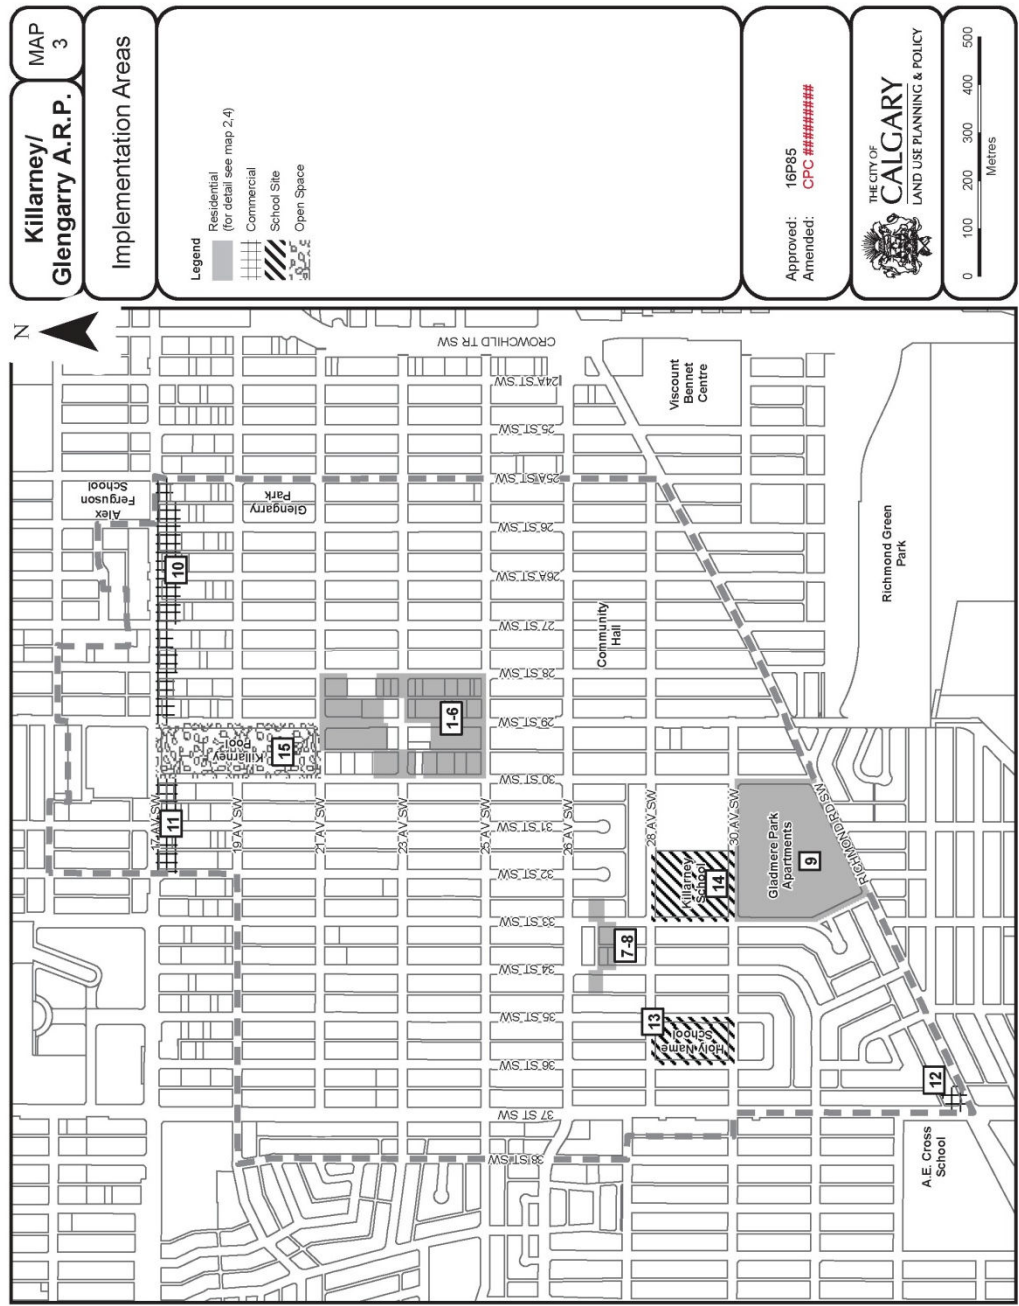 Killarney/
Glengarry A.R.P.
MAP
3
Implementation Areas
Legend
Residential
(for detail see map 2,4)
Commercial
School Site
Open Space
Approved: 16P85
Amended: CPC #########
THE CITY OF
CALGARY
LAND USE PLANNING & POLICY
0 100 200 300 400 500
Metres
N
Alex
Ferguson
School
10
17 AV SW
11
Glengarry
Park
Killarney
Pool
15
19 AV SW
21 AV SW
23 AV SW
25 AV SW
26 AV SW
28 AV SW
30 AV SW
CROWCHILD TR SW
24A ST SW
25 ST SW
25A ST SW
26 ST SW
26A ST SW
27 ST SW
28 ST SW
29 ST SW
30 ST SW
31 ST SW
32 ST SW
33 ST SW
34 ST SW
35 ST SW
36 ST SW
37 ST SW
38 ST SW
1-6
Community
Hall
Viscount
Bennet
Centre
7-8
Killarney
School
14
13
Holy Name
School
Gladmere Park
Apartments
9
RICHMOND RD SW
Richmond Green
Park
12
A.E. Cross
School